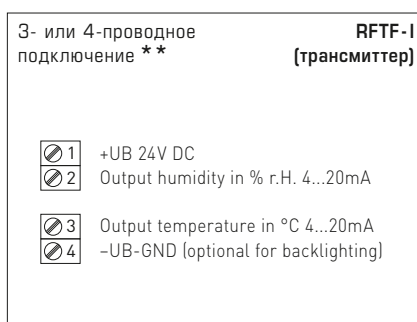 3- или 4-проводное RFTF-I
подключение ** (трансмиттер)
1 +UB 24V DC
2 Output humidity in % r.H. 4...20mA
3 Output temperature in °C 4...20mA
4 –UB-GND (optional for backlighting)